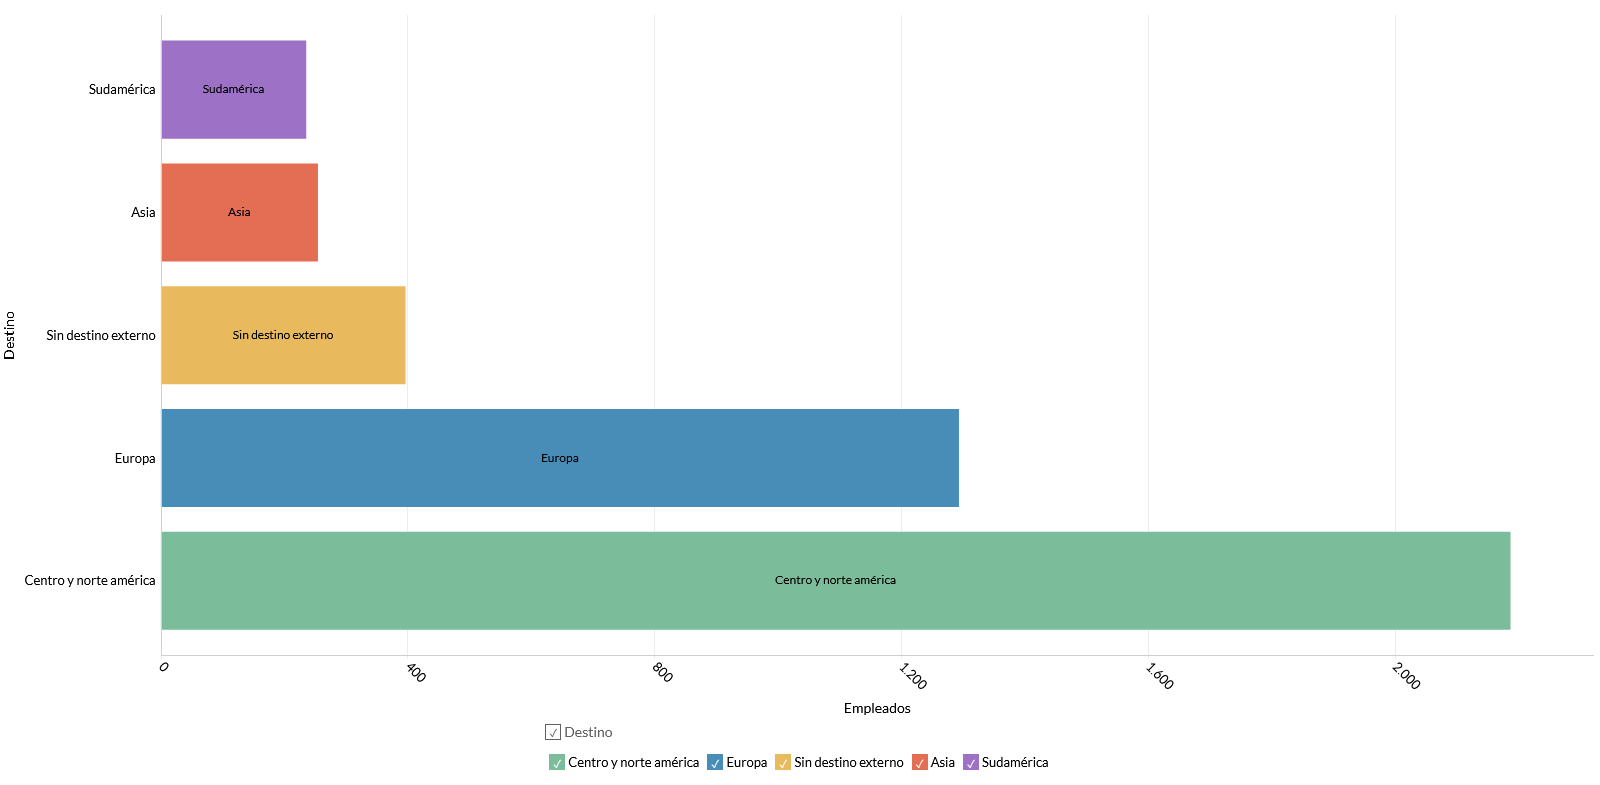 Sudamérica
Sudamérica
Asia
Asia
Sin destino externo
Sin destino externo
Europa
Europa
Centro y norte américa
Centro y norte américa
Destino
0
400
800
1.200
1.600
2.000
Empleados
Destino
Centro y norte américa Europa Sin destino externo Asia Sudamérica